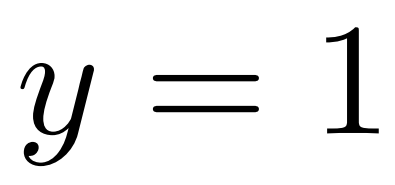 y = 1